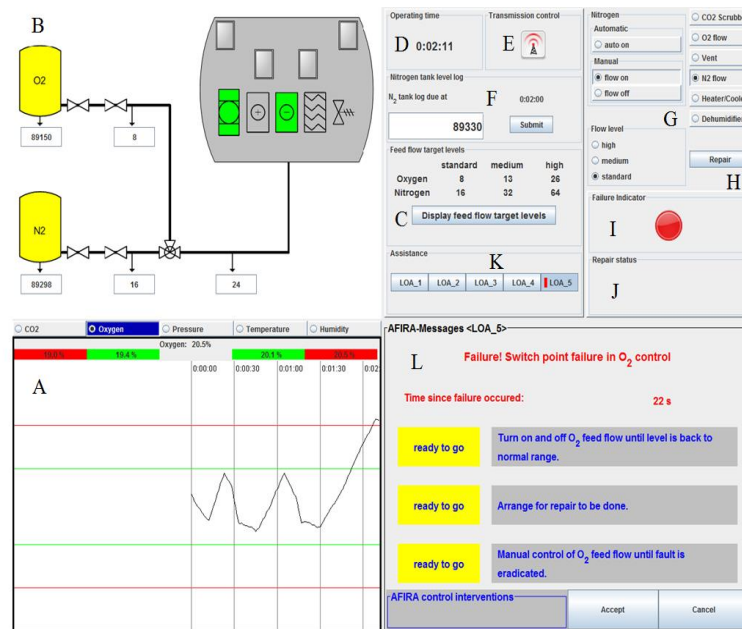 B
O2
89150
8
N2
89298
16
24
Operating time
D
0:02:11
Transmission control
E
Nitrogen tank level log
N2 tank log due at
F
0:02:00
89330
Submit
Feed flow target levels
standard medium high
Oxygen 8 13 26
Nitrogen 16 32 64
C
Display feed flow target levels
Assistance
K
LOA_1 LOA_2 LOA_3 LOA_4 LOA_5
Nitrogen
Automatic
auto on
Manual
flow on
flow off
G
Flow level
high
medium
standard
CO2 Scrubbe
O2 flow
Vent
N2 flow
Heater/Coole
Dehumidifier
Repair
H
Failure Indicator
I
Repair status
J
CO2 Oxygen Pressure Temperature Humidity
Oxygen: 20.5%
19.0 % 19.4 % 20.1 % 20.5 %
A
0:00:00 0:00:30 0:01:00 0:01:30 0:02:
AFIRA-Messages <LOA_5>
L
Failure! Switch point failure in O2 control
Time since failure occured: 22 s
ready to go
Turn on and off O2 feed flow until level is back to
normal range.
ready to go
Arrange for repair to be done.
ready to go
Manual control of O2 feed flow until fault is
eradicated.
AFIRA control interventions
Accept
Cancel